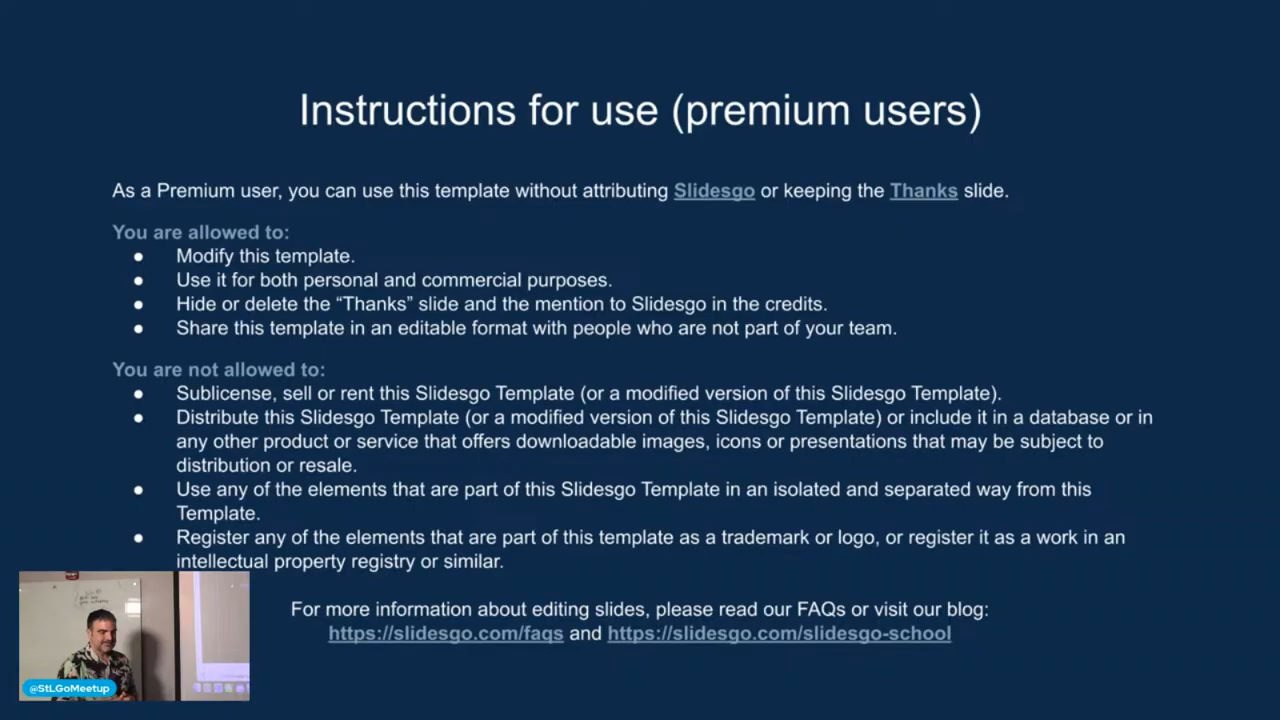 Instructions for use (premium users)
As a Premium user, you can use this template without attributing Slidesgo or keeping the Thanks slide.
You are allowed to:
● Modify this template.
● Use it for both personal and commercial purposes.
● Hide or delete the “Thanks” slide and the mention to Slidesgo in the credits.
● Share this template in an editable format with people who are not part of your team.
You are not allowed to:
● Sublicense, sell or rent this Slidesgo Template (or a modified version of this Slidesgo Template).
● Distribute this Slidesgo Template (or a modified version of this Slidesgo Template) or include it in a database or in
any other product or service that offers downloadable images, icons or presentations that may be subject to
distribution or resale.
● Use any of the elements that are part of this Slidesgo Template in an isolated and separated way from this
Template.
● Register any of the elements that are part of this template as a trademark or logo, or register it as a work in an
intellectual property registry or similar.
For more information about editing slides, please read our FAQs or visit our blog:
https://slidesgo.com/faqs and https://slidesgo.com/slidesgo-school
@StLGoMeetup